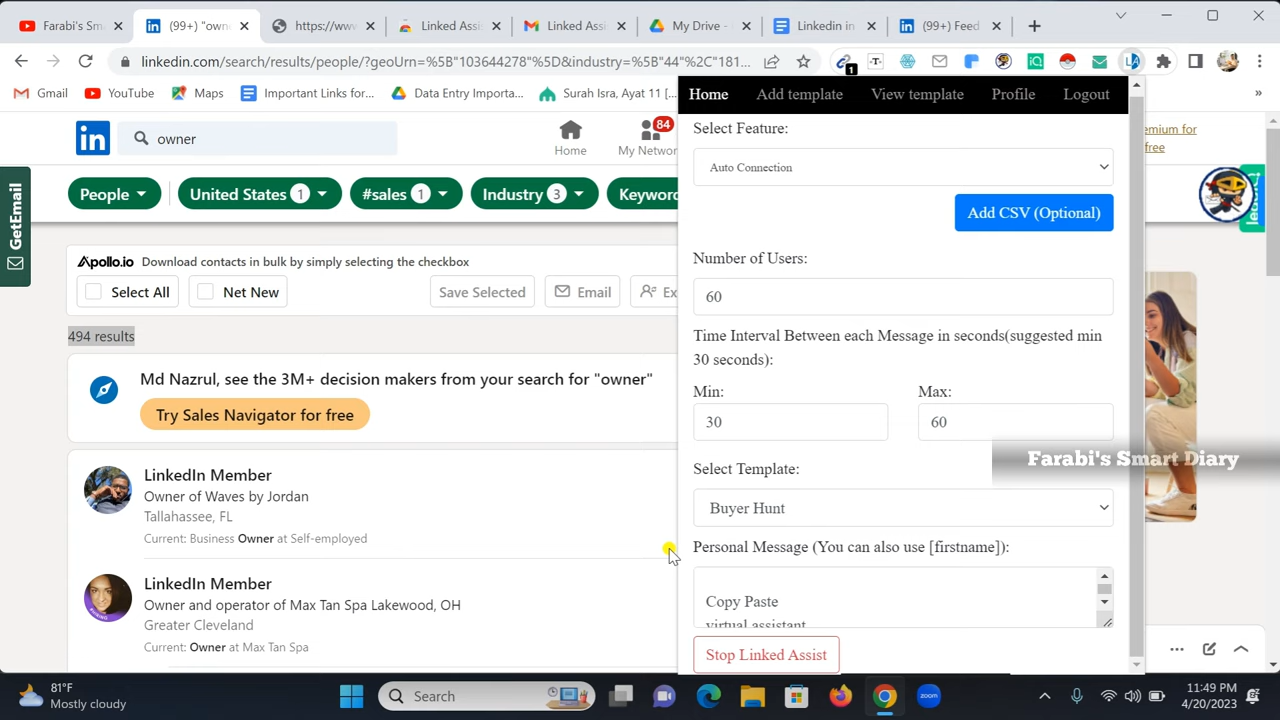 Farabi's Sma
(99+) "owner
https://wwv
Linked Assis
Linked Assis
My Drive -
Linkedin in
(99+) Feed
linkedin.com/search/results/people/?geoUrn=%5B"103644278"%5D&industry=%5B"44"%2C"181...
1
Gmail
YouTube
Maps
Important Links for...
Data Entry Importa...
Surah Isra, Ayat 11 [...
»
in
owner
Home
84
My Networ
emium for
free
People
United States 1
#sales 1
Industry 3
Keyword
GetEmail
Apollo.io Download contacts in bulk by simply selecting the checkbox
Select All
Net New
Save Selected
Email
Ex
494 results
Md Nazrul, see the 3M+ decision makers from your search for "owner"
Try Sales Navigator for free
LinkedIn Member
Owner of Waves by Jordan
Tallahassee, FL
Current: Business Owner at Self-employed
LinkedIn Member
Owner and operator of Max Tan Spa Lakewood, OH
Greater Cleveland
Current: Owner at Max Tan Spa
Home
Add template
View template
Profile
Logout
Select Feature:
Auto Connection
Add CSV (Optional)
Number of Users:
60
Time Interval Between each Message in seconds(suggested min
30 seconds):
Min:
Max:
30
60
Farabi's Smart Diary
Select Template:
Buyer Hunt
Personal Message (You can also use [firstname]):
Copy Paste
virtual assistant
Stop Linked Assist
81°F
Mostly cloudy
Search
zoom
11:49 PM
4/20/2023